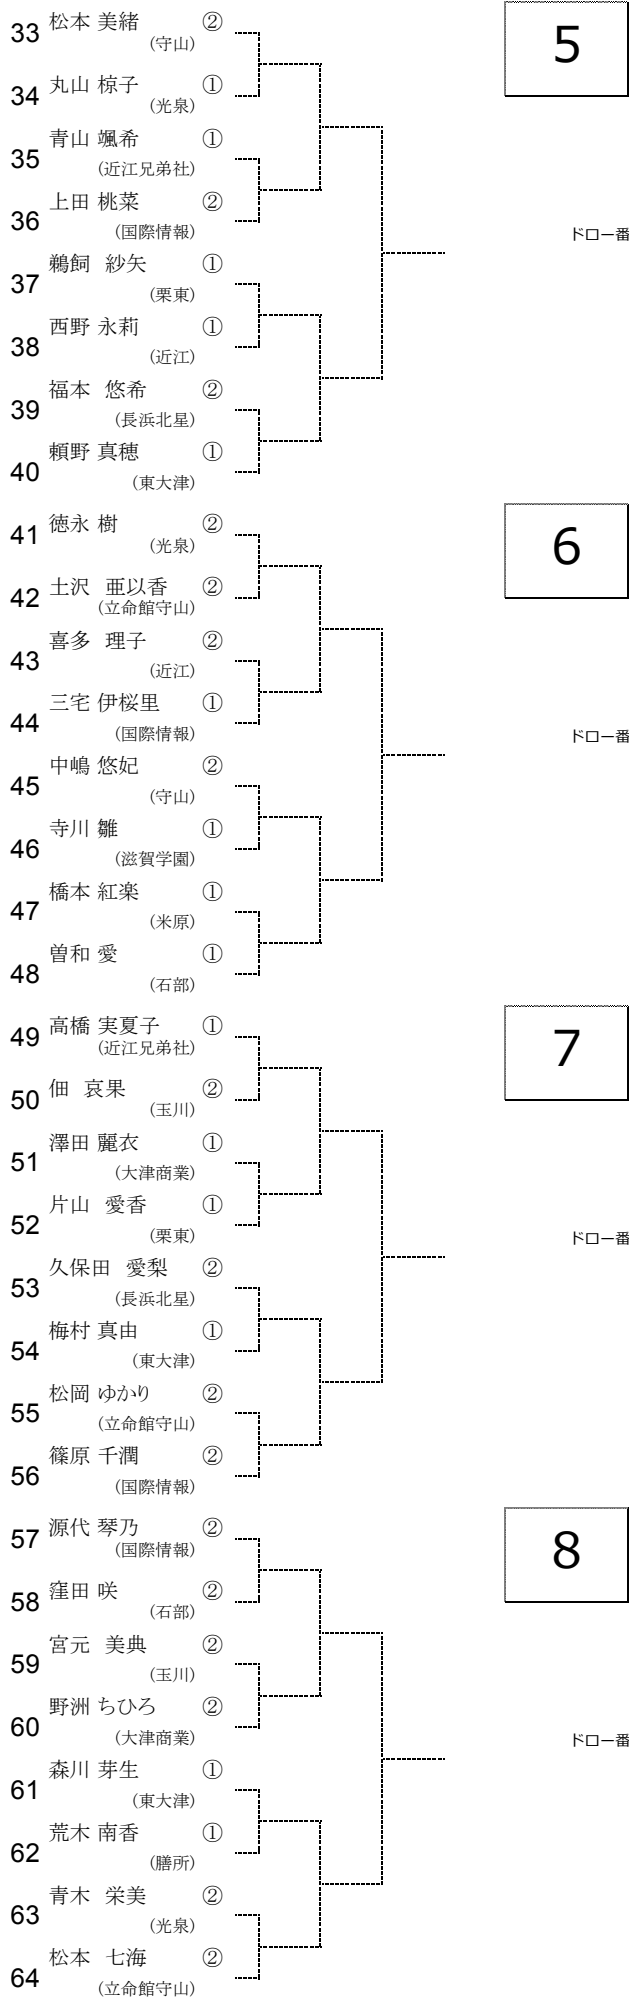 33 松本 美緒 ②
(守山)
5
34 丸山 椋子 ①
(光泉)
35 青山 颯希 ①
(近江兄弟社)
36 上田 桃菜 ②
(国際情報)
ドロー番
37 鵜飼 紗矢 ①
(栗東)
38 西野 永莉 ①
(近江)
39 福本 悠希 ②
(長浜北星)
40 頼野 真穂 ①
(東大津)
41 徳永 樹 ②
(光泉)
6
42 土沢 亜以香 ②
(立命館守山)
43 喜多 理子 ②
(近江)
44 三宅 伊桜里 ①
(国際情報)
ドロー番
45 中嶋 悠妃 ②
(守山)
46 寺川 雛 ①
(滋賀学園)
47 橋本 紅楽 ①
(米原)
48 曽和 愛 ①
(石部)
49 高橋 実夏子 ①
(近江兄弟社)
7
50 佃 哀果 ②
(玉川)
51 澤田 麗衣 ①
(大津商業)
52 片山 愛香 ①
(栗東)
ドロー番
53 久保田 愛梨 ②
(長浜北星)
54 梅村 真由 ①
(東大津)
55 松岡 ゆかり ②
(立命館守山)
56 篠原 千潤 ②
(国際情報)
57 源代 琴乃 ②
(国際情報)
8
58 窪田 咲 ②
(石部)
59 宮元 美典 ②
(玉川)
60 野洲 ちひろ ②
(大津商業)
ドロー番
61 森川 芽生 ①
(東大津)
62 荒木 南香 ①
(膳所)
63 青木 栄美 ②
(光泉)
64 松本 七海 ②
(立命館守山)